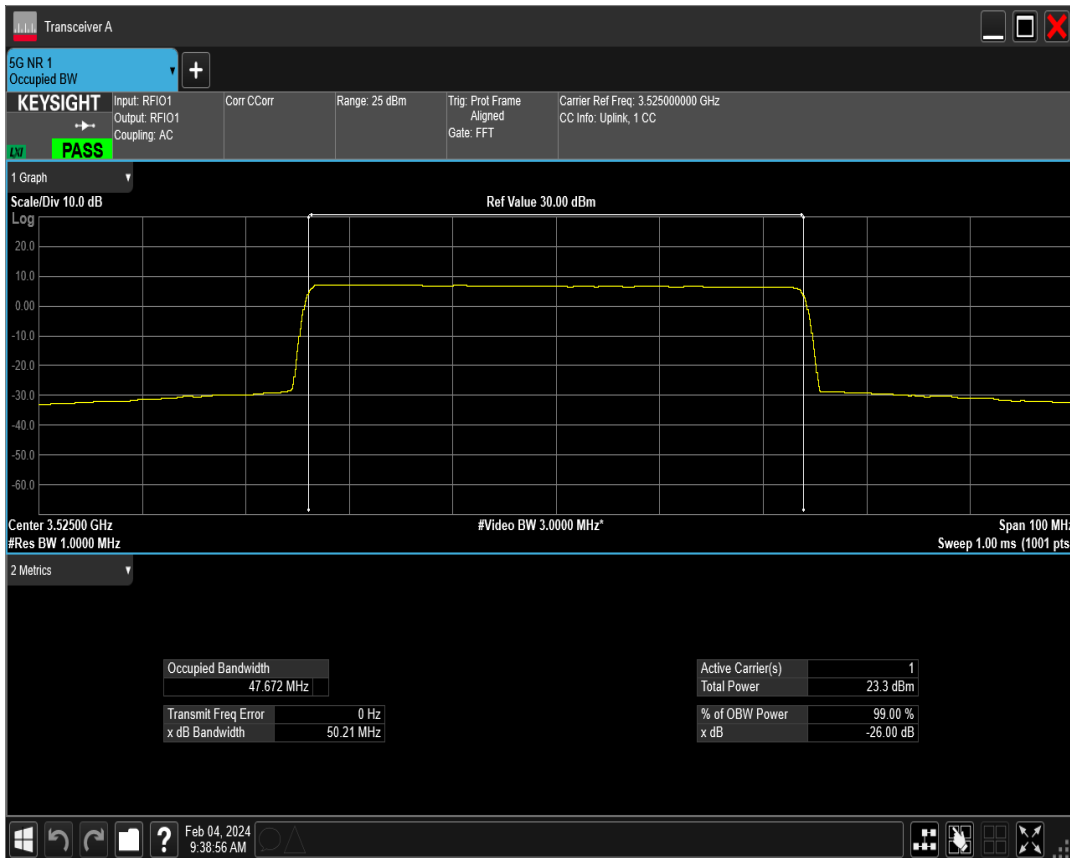 Transceiver A
5G NR 1
Occupied BW
KEYSIGHT
LXI
PASS
Input: RFIO1
Output: RFIO1
Coupling: AC
Corr CCorr
Range: 25 dBm
Trig: Prot Frame
Aligned
Gate: FFT
Carrier Ref Freq: 3.525000000 GHz
CC Info: Uplink, 1 CC
1 Graph
Scale/Div 10.0 dB
Ref Value 30.00 dBm
Log
20.0
10.0
0.00
-10.0
-20.0
-30.0
-40.0
-50.0
-60.0
Center 3.52500 GHz
#Video BW 3.0000 MHz*
Span 100 MHz
#Res BW 1.0000 MHz
Sweep 1.00 ms (1001 pts
2 Metrics
Occupied Bandwidth
47.672 MHz
Transmit Freq Error 0 Hz
x dB Bandwidth 50.21 MHz
Active Carrier(s) 1
Total Power 23.3 dBm
% of OBW Power 99.00 %
x dB -26.00 dB
?
Feb 04, 2024
9:38:56 AM